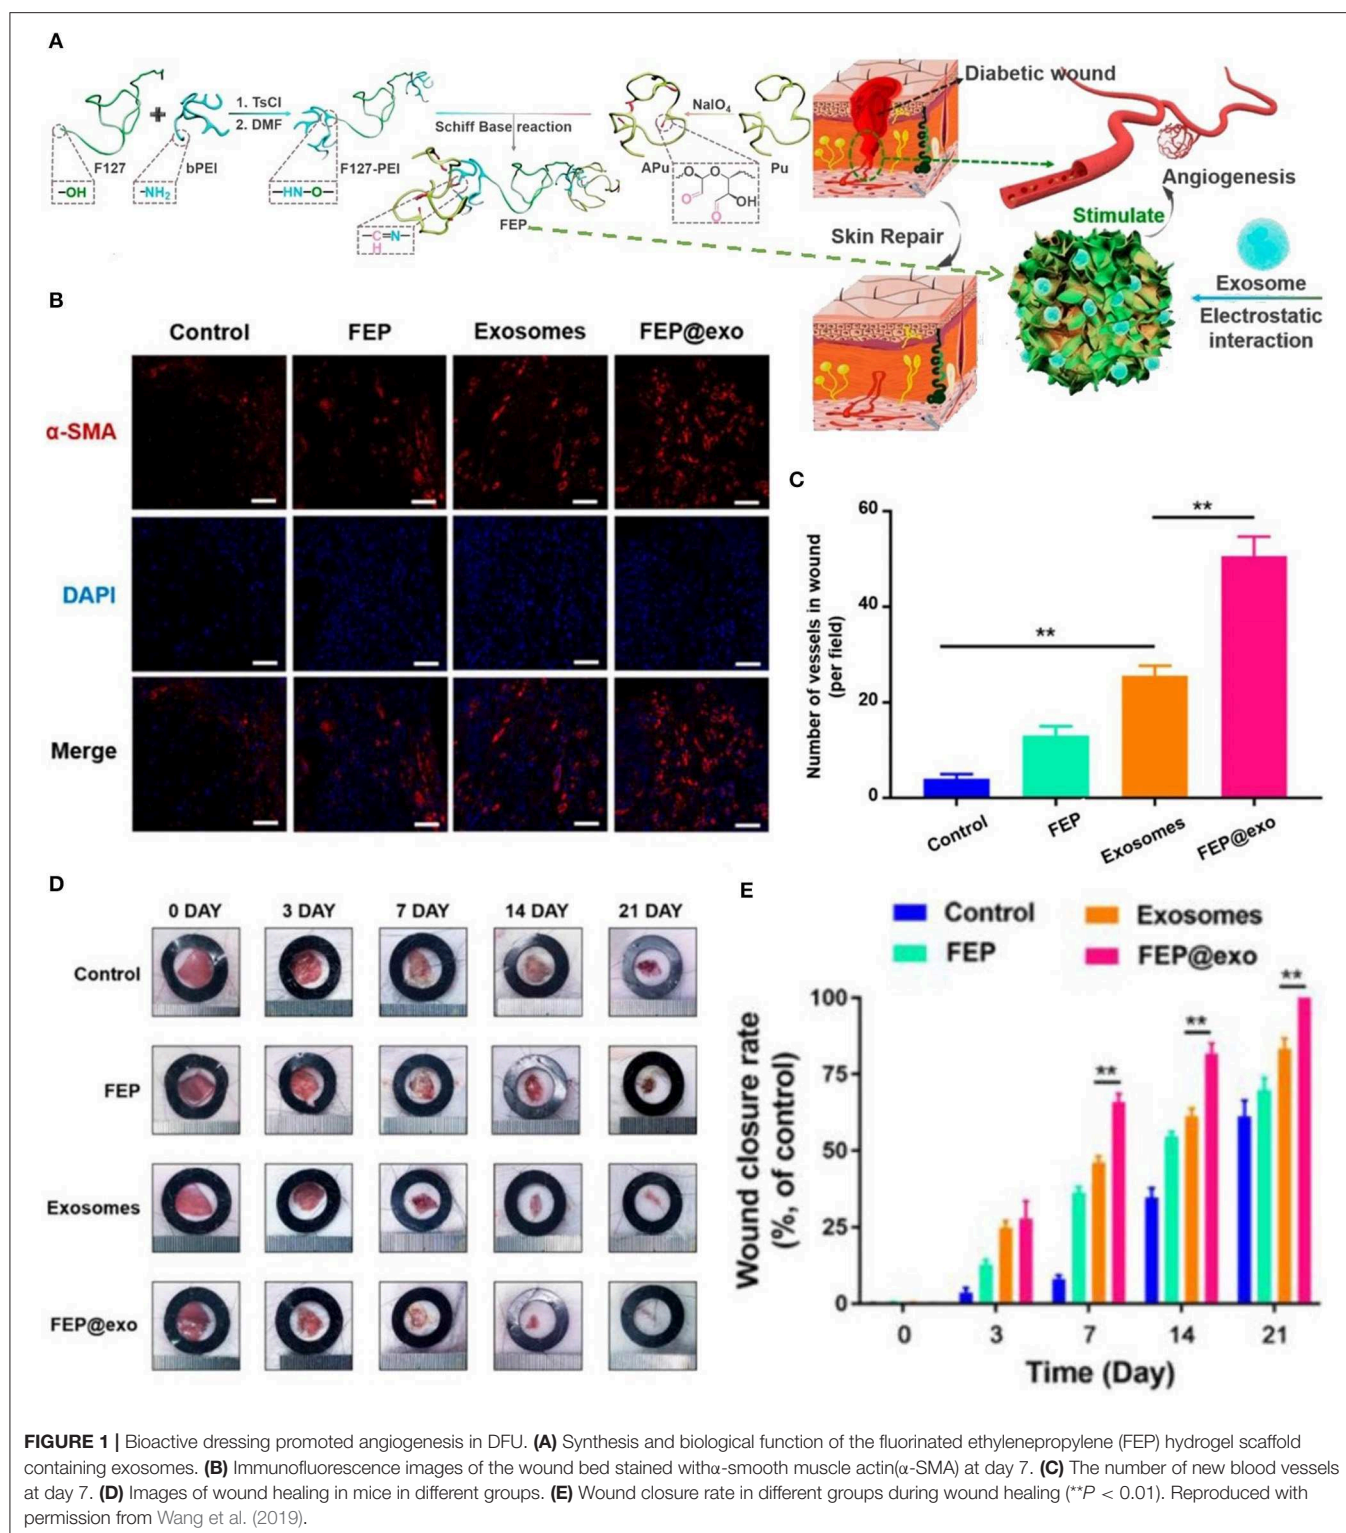 A
F127
-OH
bPEI
-NH₂
1. TsCl
2. DMF
F127-PEI
-HN-O-
Schiff Base reaction
FEP
-C=N-
H
APu
O
O
OH
O
O
NaIO₄
Pu
Diabetic wound
Angiogenesis
Stimulate
Skin Repair
Exosome
Electrostatic
interaction
B
Control FEP Exosomes FEP@exo
α-SMA
DAPI
Merge
C
Number of vessels in wound
(per field)
60
40
20
0
**
**
Control FEP Exosomes FEP@exo
D
0 DAY 3 DAY 7 DAY 14 DAY 21 DAY
Control
FEP
Exosomes
FEP@exo
E
Control Exosomes
FEP FEP@exo
Wound closure rate
(%, of control)
100
75
50
25
0
**
**
**
0 3 7 14 21
Time (Day)
FIGURE 1 | Bioactive dressing promoted angiogenesis in DFU. (A) Synthesis and biological function of the fluorinated ethylenepropylene (FEP) hydrogel scaffold
containing exosomes. (B) Immunofluorescence images of the wound bed stained withα-smooth muscle actin(α-SMA) at day 7. (C) The number of new blood vessels
at day 7. (D) Images of wound healing in mice in different groups. (E) Wound closure rate in different groups during wound healing (**P < 0.01). Reproduced with
permission from Wang et al. (2019).